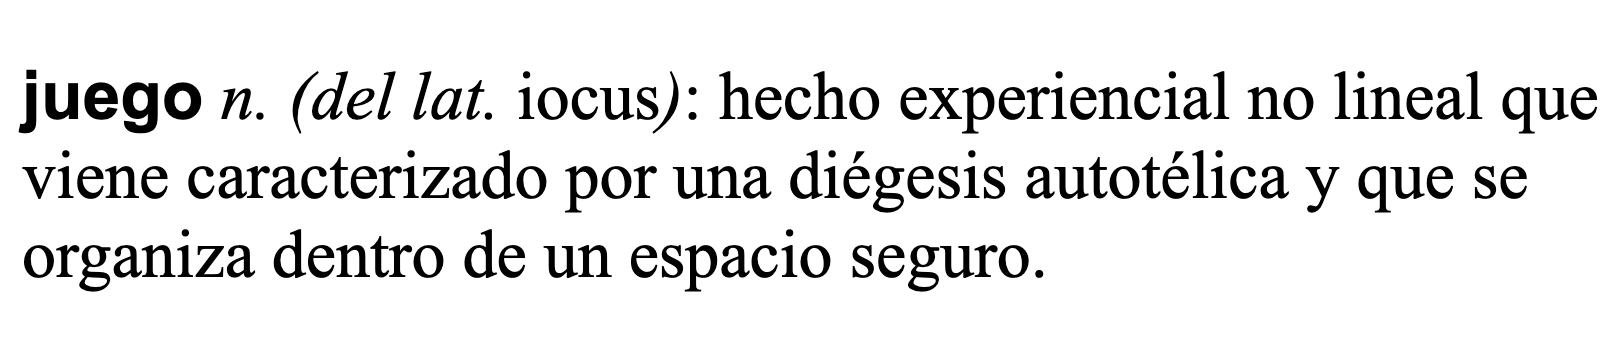 juego n. (del lat. iocus): hecho experiencial no lineal que
viene caracterizado por una diégesis autotélica y que se
organiza dentro de un espacio seguro.